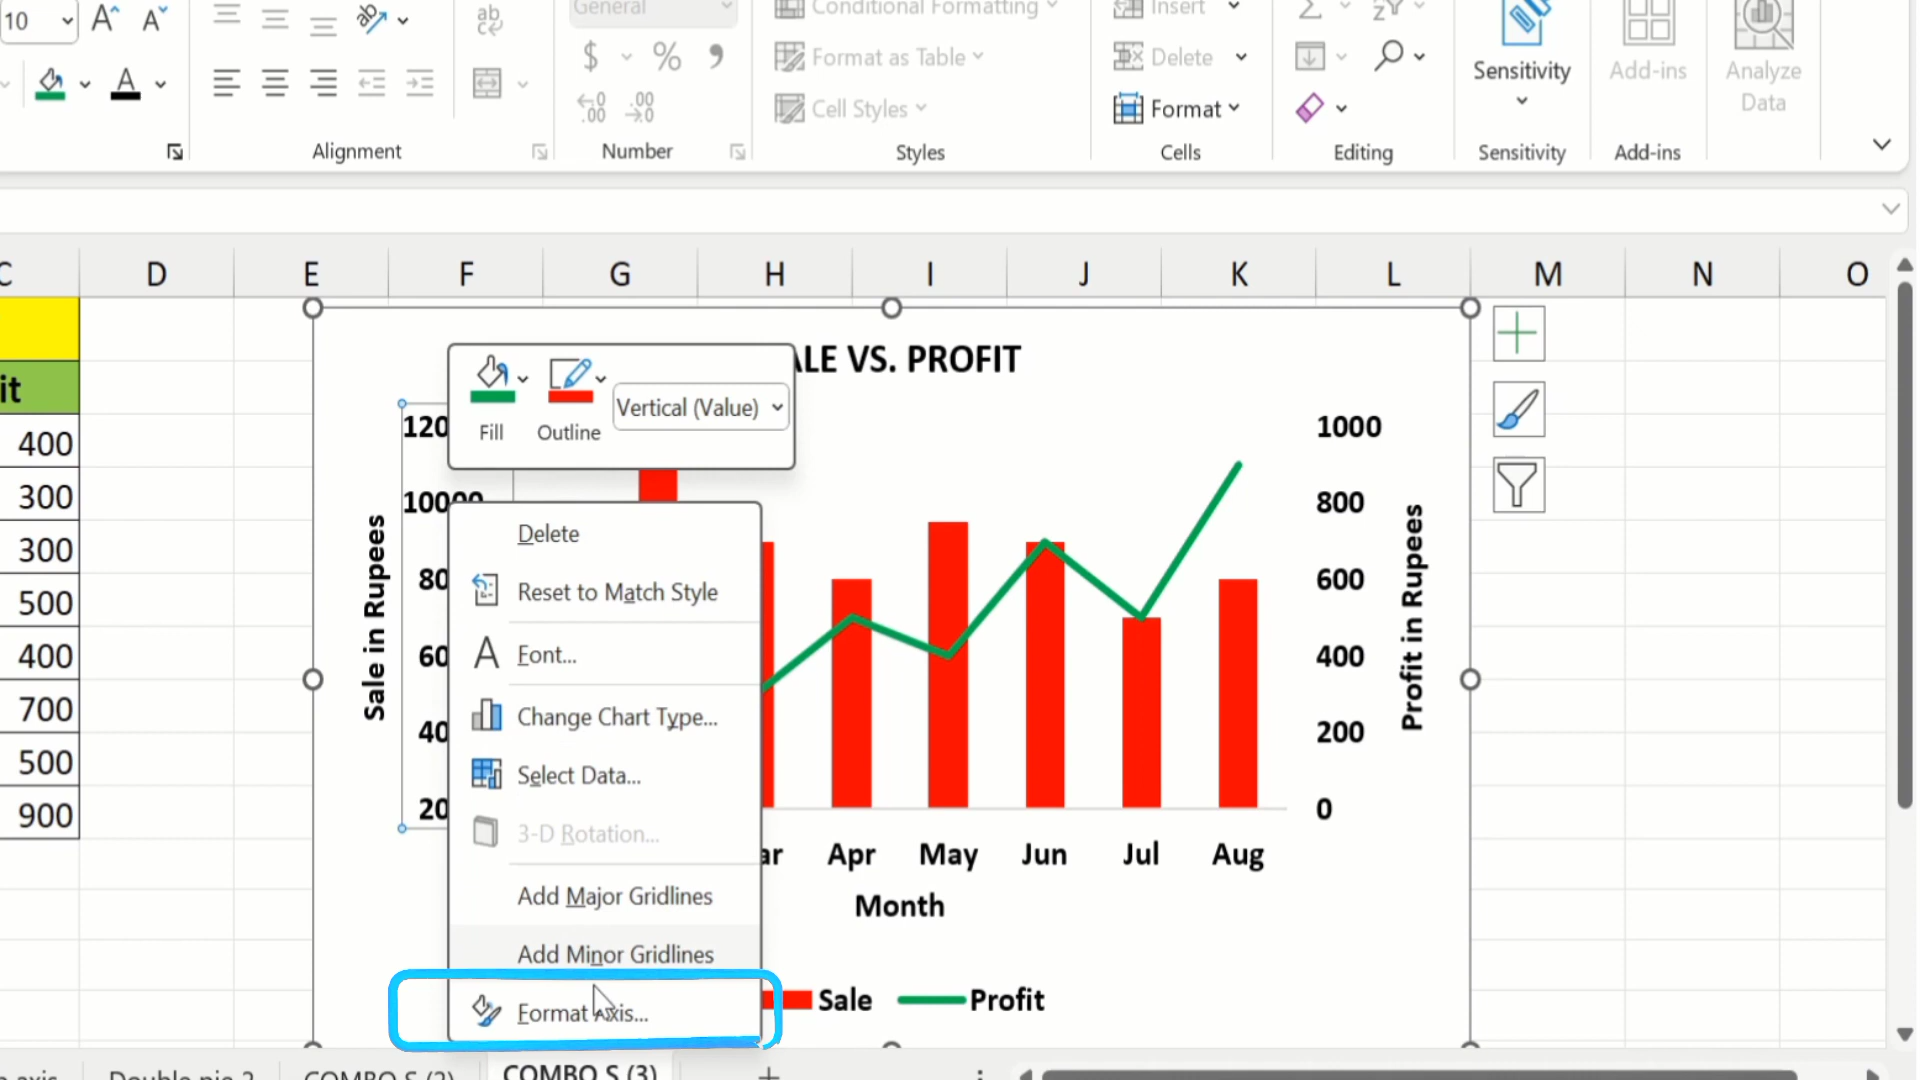 10
General
Conditional Formatting
Insert
Format as Table
Delete
Cell Styles
Format
Sensitivity
Add-ins
Analyze
Data
Alignment
Number
Styles
Cells
Editing
Sensitivity
Add-ins
C D E F G H I J K L M N O
it
400
300
300
500
400
700
500
900
ALE VS. PROFIT
Fill
Outline
Vertical (Value)
120
10000
80
60
40
20
Sale in Rupees
1000
800
600
400
200
0
Profit in Rupees
Delete
Reset to Match Style
Font...
Change Chart Type...
Select Data...
3-D Rotation...
Add Major Gridlines
Add Minor Gridlines
Format Axis...
ar Apr May Jun Jul Aug
Month
Sale Profit
axis
Double pie 2
COMBO S (2)
COMBO S (3)